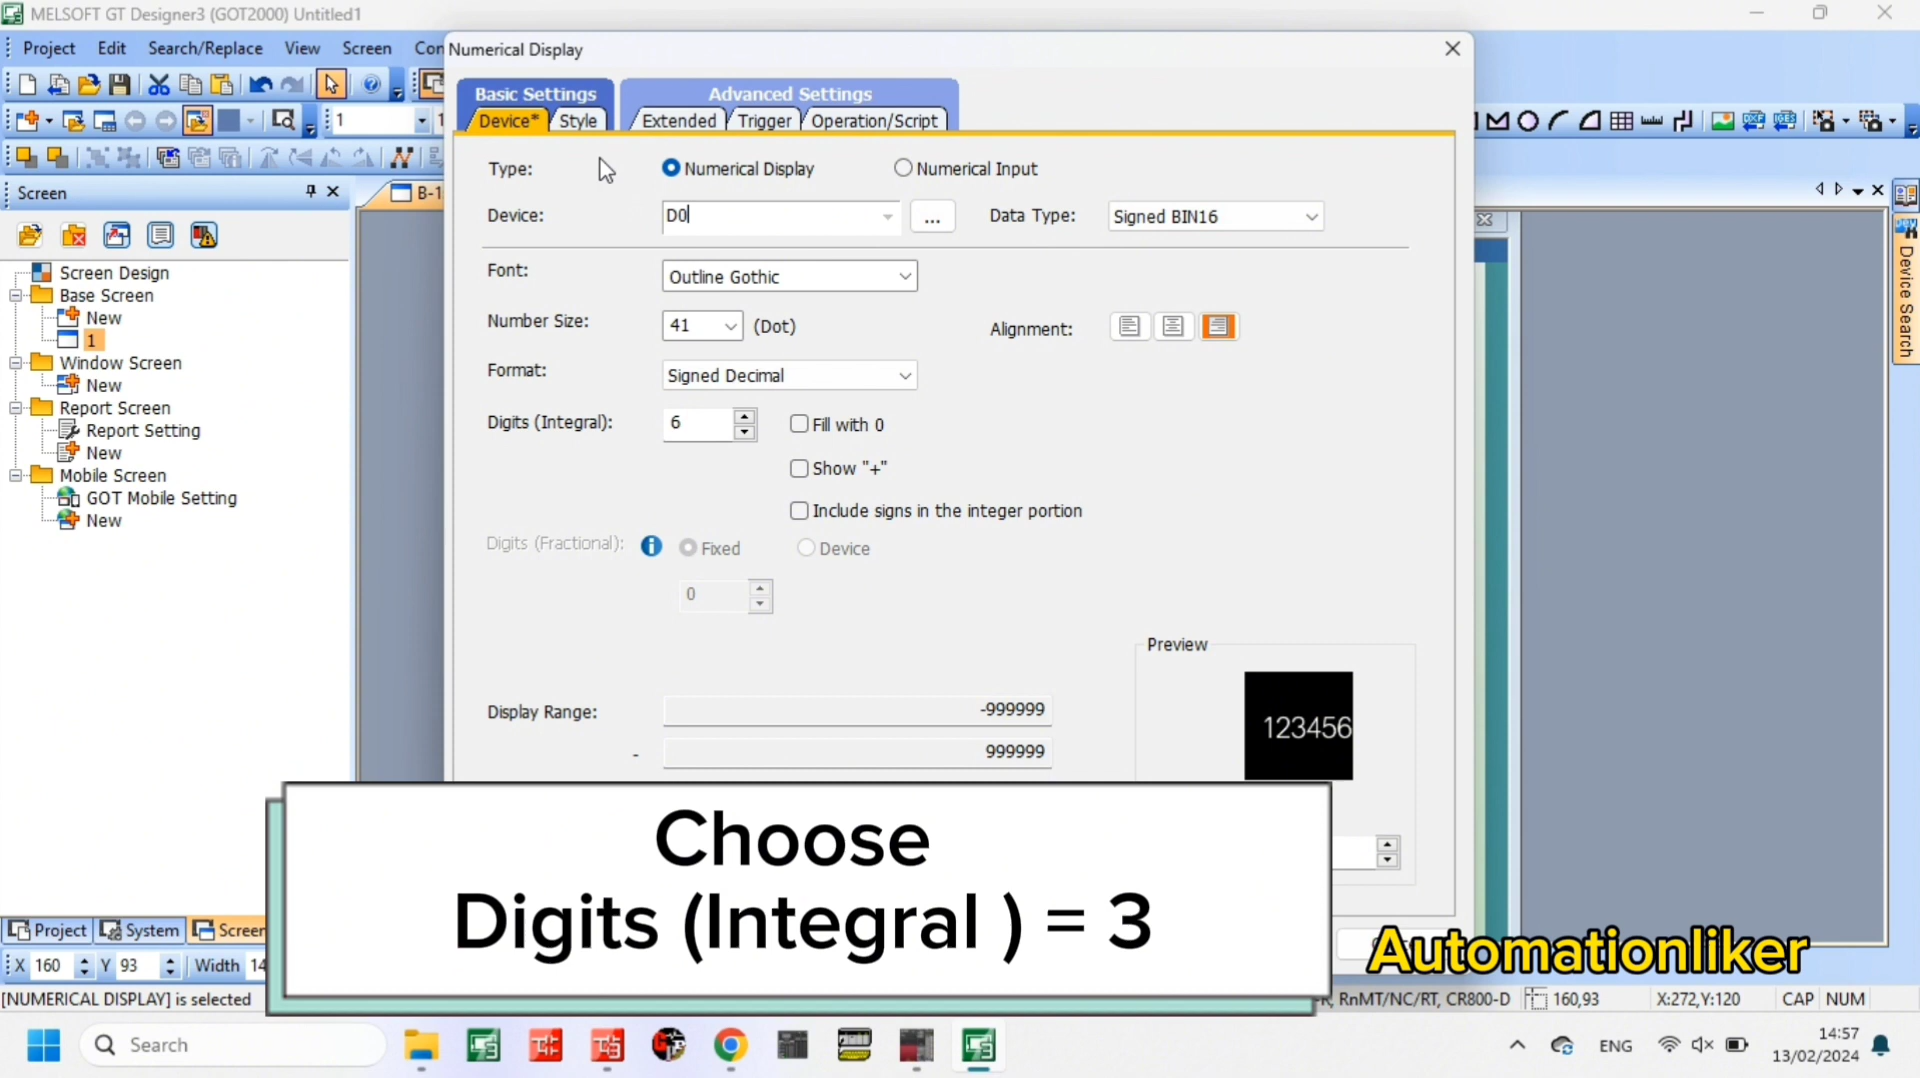 MELSOFT GT Designer3 (GOT2000) Untitled1
Project Edit Search/Replace View Screen Con
Numerical Display
Basic Settings
Advanced Settings
Device* Style Extended Trigger Operation/Script
1
Screen
B-1
Type: Numerical Display Numerical Input
Device: D0 ... Data Type: Signed BIN16
Font: Outline Gothic
Number Size: 41 (Dot) Alignment:
Format: Signed Decimal
Digits (Integral): 6 Fill with 0
Show "+"
Include signs in the integer portion
Digits (Fractional): Fixed Device
0
Preview
123456
Display Range: -999999
- 999999
Screen Design
Base Screen
New
1
Window Screen
New
Report Screen
Report Setting
New
Mobile Screen
GOT Mobile Setting
New
Device Search
Choose
Digits (Integral ) = 3
Automationliker
Project System Screen
X 160 Y 93 Width 14
[NUMERICAL DISPLAY] is selected
R, RnMT/NC/RT, CR800-D 160,93 X:272,Y:120 CAP NUM
Search
ENG
14:57
13/02/2024